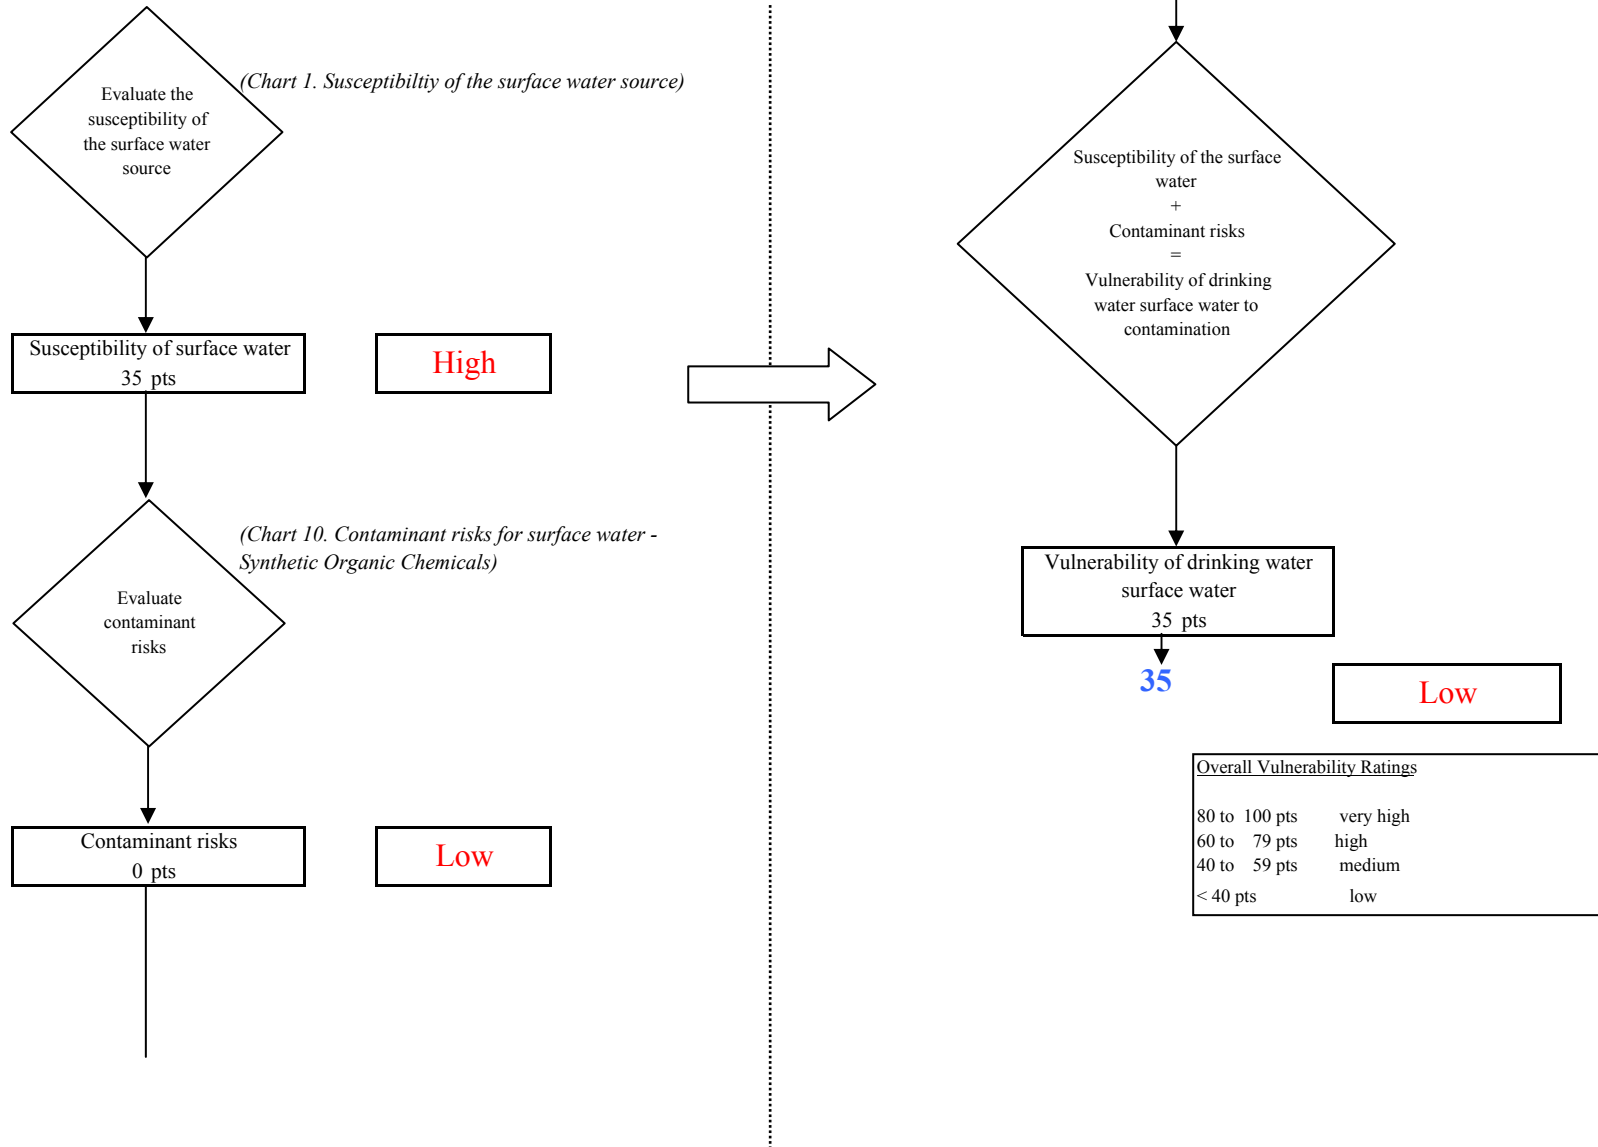 Evaluate the
susceptibility of
the surface water
source
(Chart 1. Susceptibiltiy of the surface water source)
Susceptibility of surface water
35 pts
High
(Chart 10. Contaminant risks for surface water -
Synthetic Organic Chemicals)
Evaluate
contaminant
risks
Contaminant risks
0 pts
Low
Susceptibility of the surface
water
+
Contaminant risks
=
Vulnerability of drinking
water surface water to
contamination
Vulnerability of drinking water
surface water
35 pts
35
Low
Overall Vulnerability Ratings
80 to 100 pts very high
60 to 79 pts high
40 to 59 pts medium
< 40 pts low